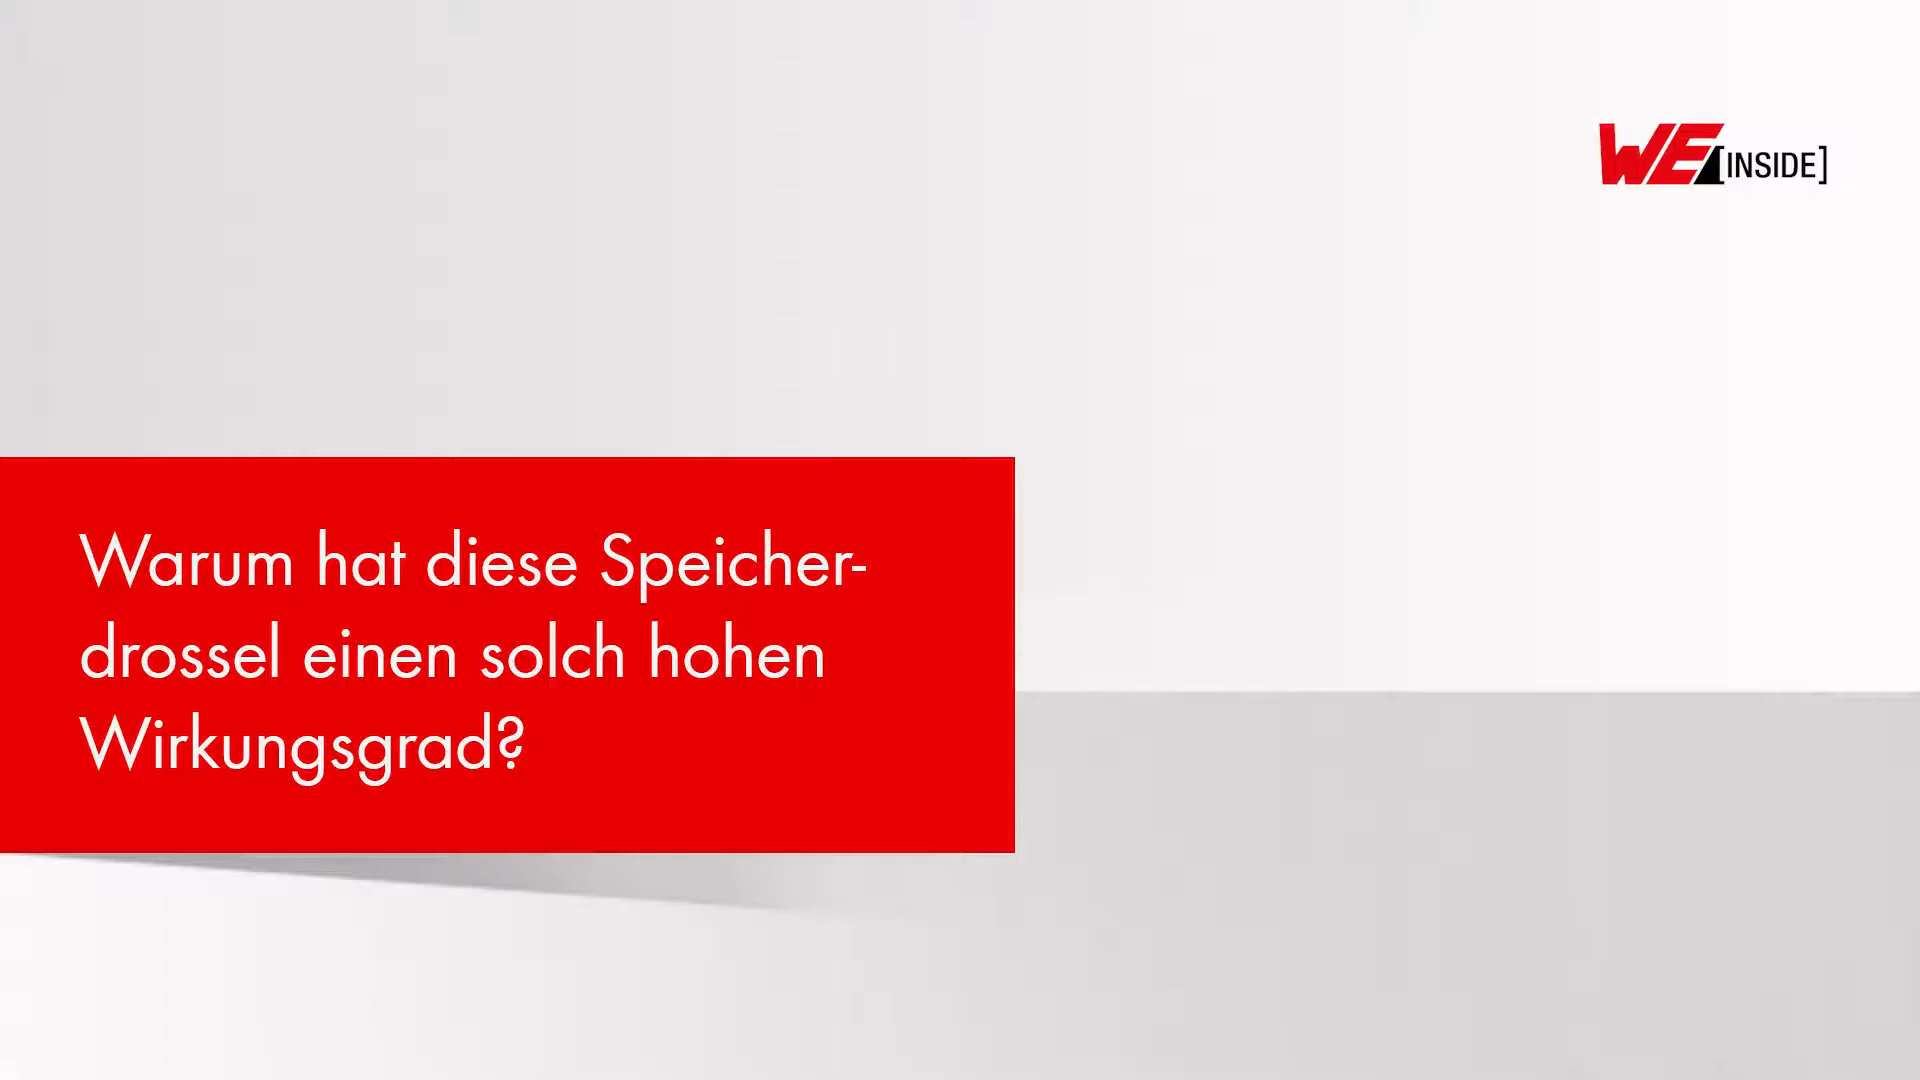 WE [INSIDE]
Warum hat diese Speicher-
drossel einen solch hohen
Wirkungsgrad?